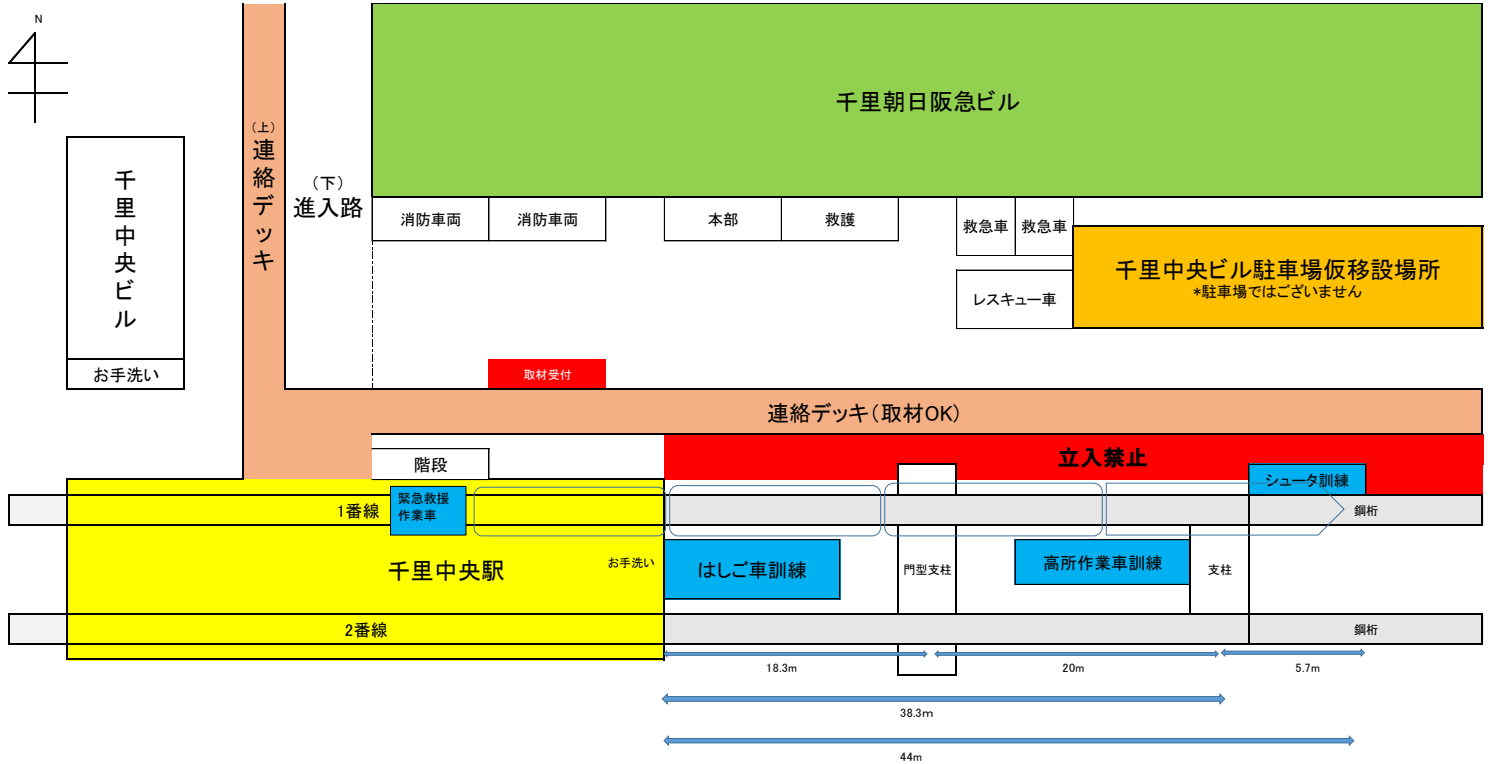 N
千里朝日阪急ビル
(上)
連絡デッキ
(下)
進入路
千里中央ビル
消防車両
消防車両
本部
救護
救急車
救急車
千里中央ビル駐車場仮移設場所
*駐車場ではございません
レスキュー車
お手洗い
取材受付
連絡デッキ(取材OK)
立入禁止
階段
シュータ訓練
緊急救援
作業車
1番線
鋼桁
千里中央駅
お手洗い
はしご車訓練
門型支柱
高所作業車訓練
支柱
2番線
鋼桁
18.3m
20m
5.7m
38.3m
44m